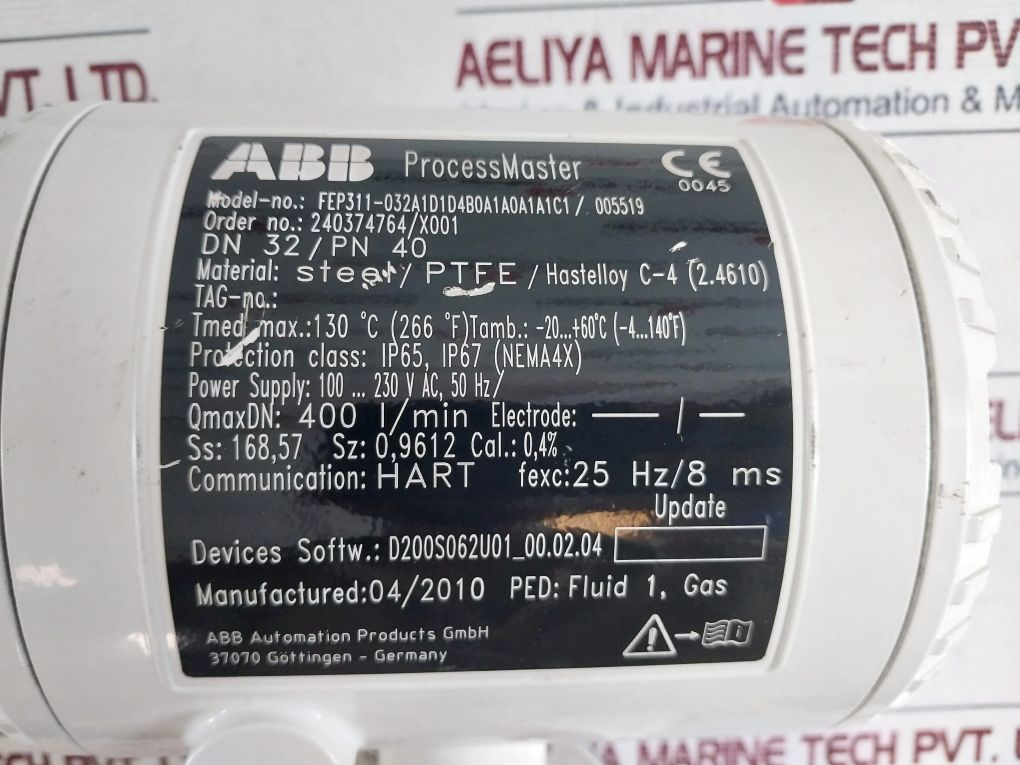 VT. LTD.
AELIYA MARINE TECH PV
& Industrial Automation & M
ABB ProcessMaster CE
0045
Model-no.: FEP311-032A1D1D4B0A1A0A1A1C1 / 005519
Order no.: 240374764/X001
DN 32/PN 40
Material: steel/ PTFE / Hastelloy C-4 (2.4610)
TAG-no.:
Tmed max.:130 °C (266 °F)Tamb.: -20...+60°C (-4...140°F)
Protection class: IP65, IP67 (NEMA4X)
Power Supply: 100 ... 230 V AC, 50 Hz/
QmaxDN: 400 l/min Electrode: — / —
Ss: 168,57 Sz: 0,9612 Cal.: 0,4%
Communication: HART fexc:25 Hz/8 ms
Update
Devices Softw.: D200S062U01_00.02.04
Manufactured:04/2010 PED: Fluid 1, Gas
ABB Automation Products GmbH
37070 Göttingen - Germany
AELIYA MARINE TECH PVT.